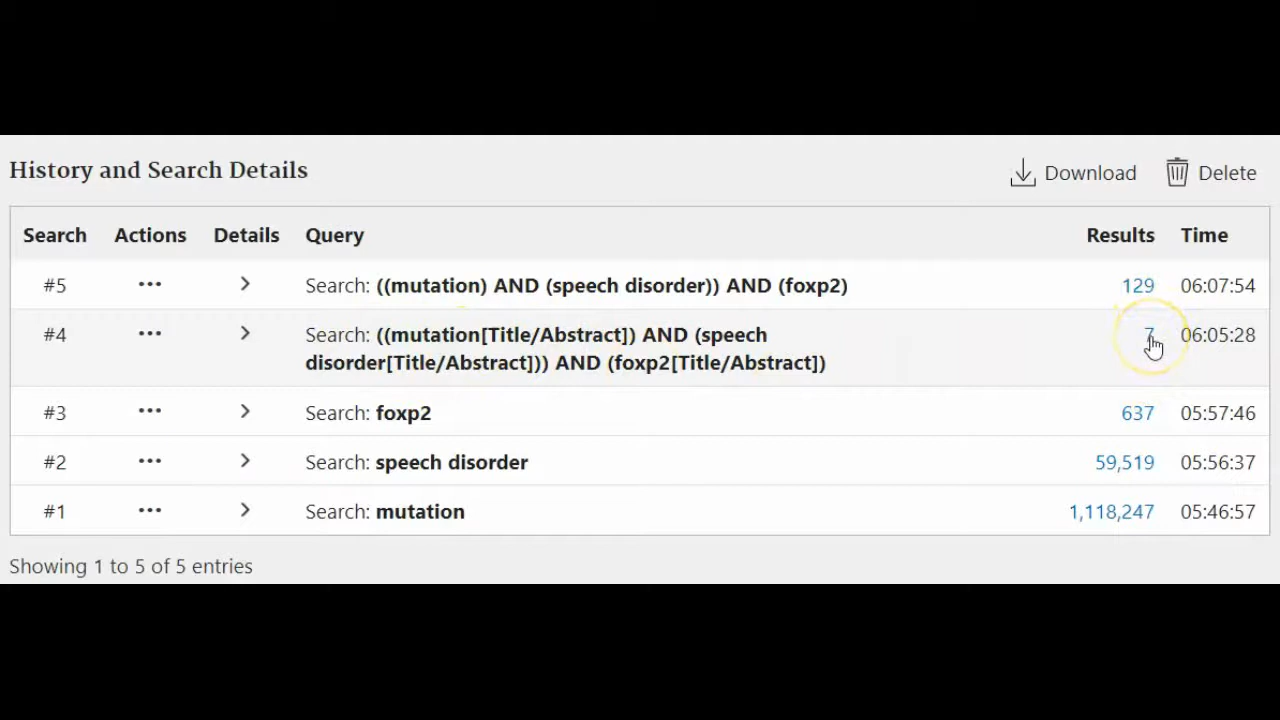 History and Search Details
Download
Delete
Search Actions Details Query Results Time
#5 ... Search: ((mutation) AND (speech disorder)) AND (foxp2) 129 06:07:54
#4 ... Search: ((mutation[Title/Abstract]) AND (speech 7 06:05:28
disorder[Title/Abstract])) AND (foxp2[Title/Abstract])
#3 ... Search: foxp2 637 05:57:46
#2 ... Search: speech disorder 59,519 05:56:37
#1 ... Search: mutation 1,118,247 05:46:57
Showing 1 to 5 of 5 entries